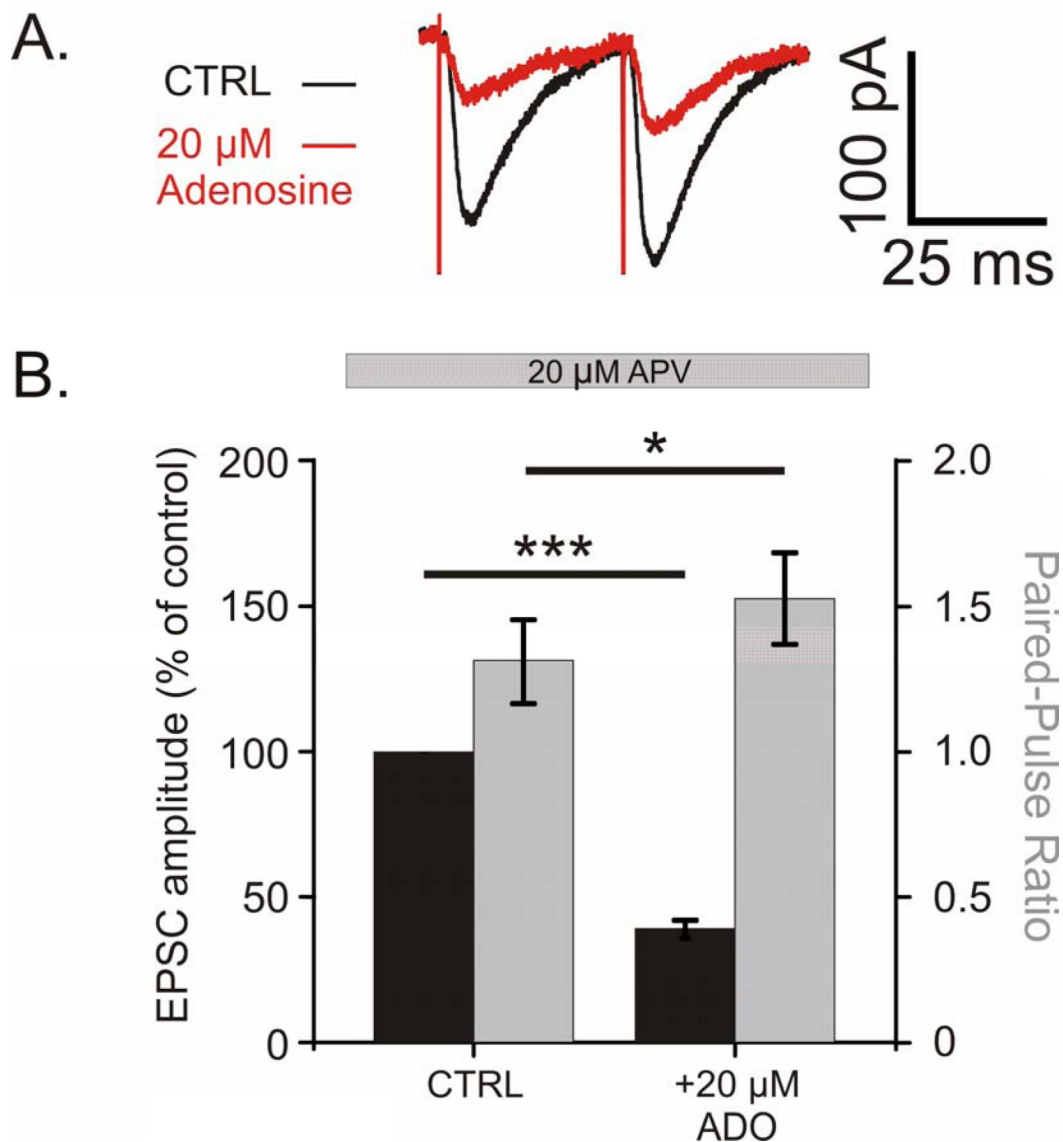 A.
CTRL
20 µM
Adenosine
100 pA
25 ms
B.
20 µM APV
*
***
EPSC amplitude (% of control)
200
150
100
50
0
2.0
1.5
1.0
0.5
0
Paired-Pulse Ratio
CTRL
+20 µM
ADO